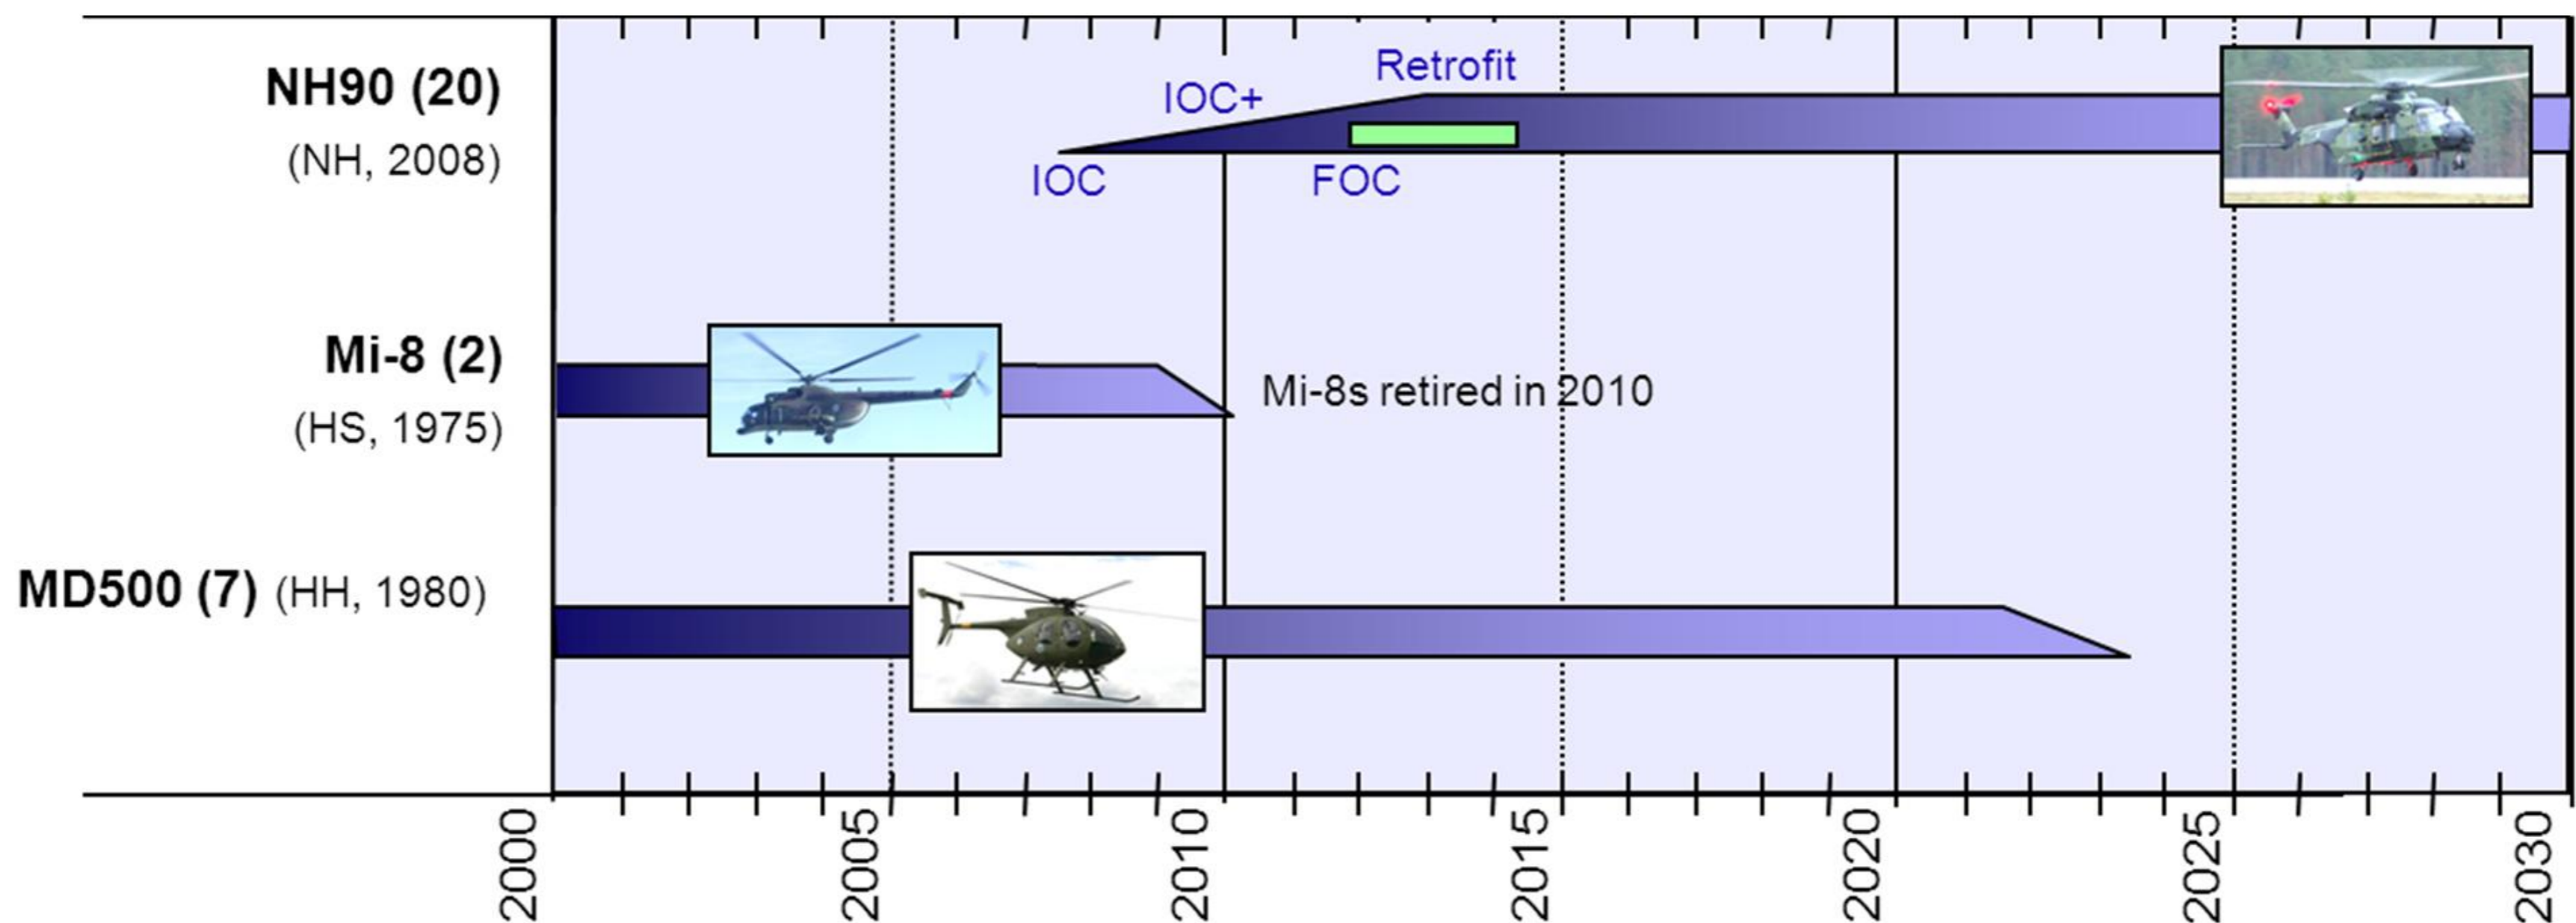 NH90 (20)
(NH, 2008)
IOC
IOC+
Retrofit
FOC
Mi-8 (2)
(HS, 1975)
Mi-8s retired in 2010
MD500 (7) (HH, 1980)
2000
2005
2010
2015
2020
2025
2030